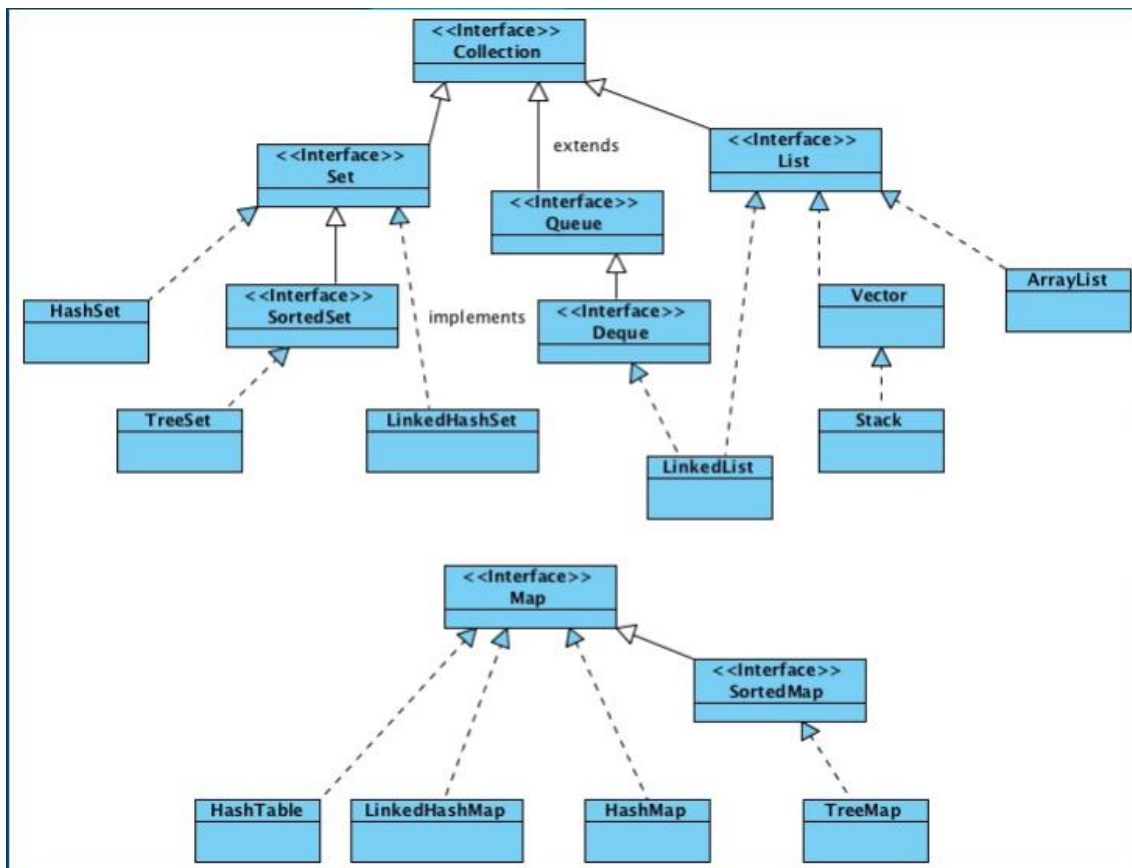 <<Interface>>
Collection
<<Interface>>
Set
extends
<<Interface>>
List
<<Interface>>
Queue
HashSet
<<Interface>>
SortedSet
implements
<<Interface>>
Deque
Vector
ArrayList
TreeSet
LinkedHashSet
LinkedList
Stack
<<Interface>>
Map
<<Interface>>
SortedMap
HashTable
LinkedHashMap
HashMap
TreeMap